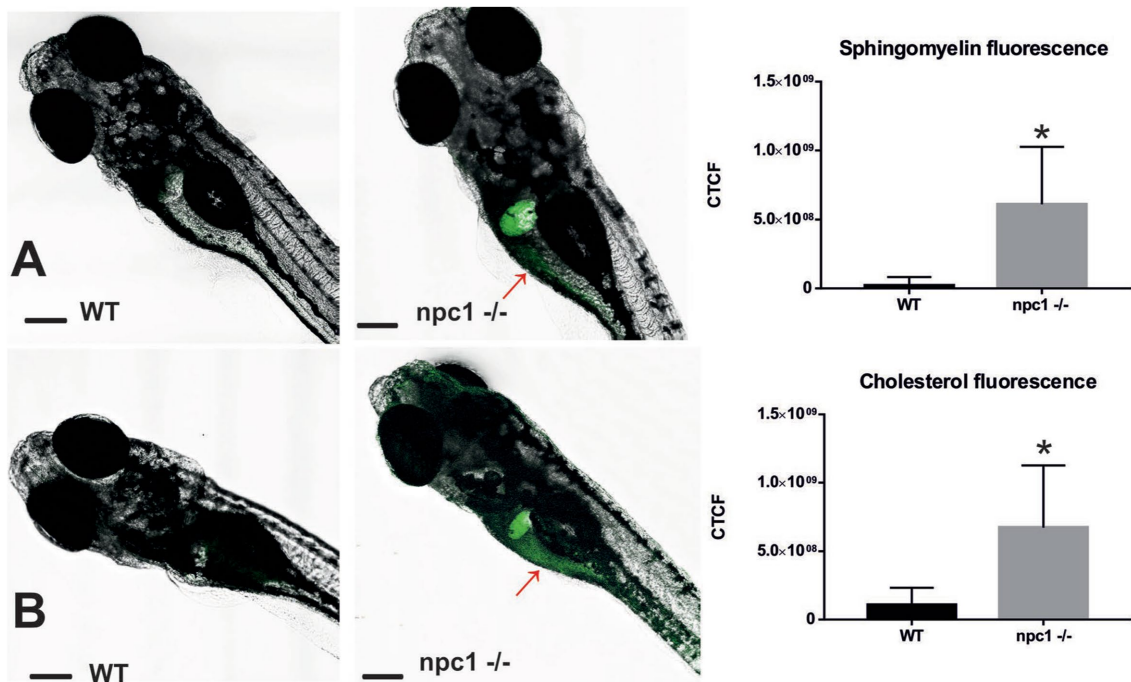 A
WT
npc1 -/-
Sphingomyelin fluorescence
1.5×10⁰⁹
1.0×10⁰⁹
5.0×10⁰⁸
0
CTCF
*
WT
npc1 -/-
B
WT
npc1 -/-
Cholesterol fluorescence
1.5×10⁰⁹
1.0×10⁰⁹
5.0×10⁰⁸
0
CTCF
*
WT
npc1 -/-